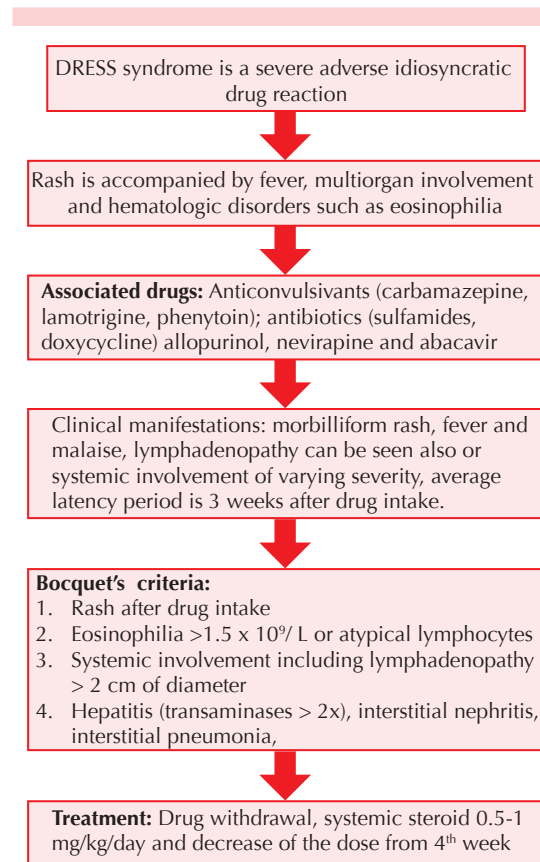 DRESS syndrome is a severe adverse idiosyncratic
drug reaction
Rash is accompanied by fever, multiorgan involvement
and hematologic disorders such as eosinophilia
Associated drugs: Anticonvulsivants (carbamazepine,
lamotrigine, phenytoin); antibiotics (sulfamides,
doxycycline) allopurinol, nevirapine and abacavir
Clinical manifestations: morbilliform rash, fever and
malaise, lymphadenopathy can be seen also or
systemic involvement of varying severity, average
latency period is 3 weeks after drug intake.
Bocquet's criteria:
1. Rash after drug intake
2. Eosinophilia >1.5 x 10⁹/ L or atypical lymphocytes
3. Systemic involvement including lymphadenopathy
> 2 cm of diameter
4. Hepatitis (transaminases > 2x), interstitial nephritis,
interstitial pneumonia,
Treatment: Drug withdrawal, systemic steroid 0.5-1
mg/kg/day and decrease of the dose from 4ᵗʰ week